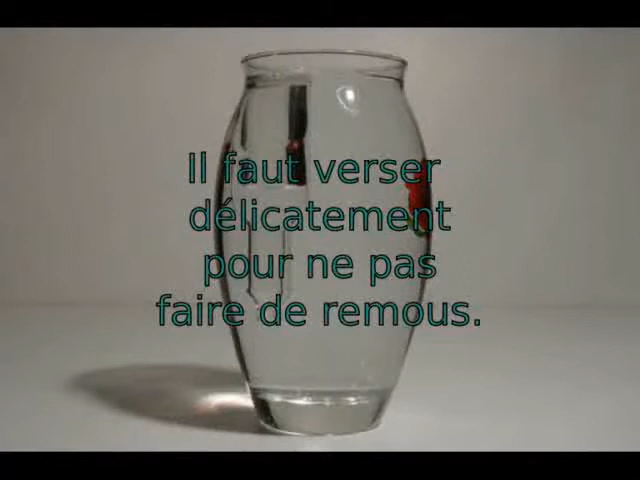 Il faut verser
délicatement
pour ne pas
faire de remous.